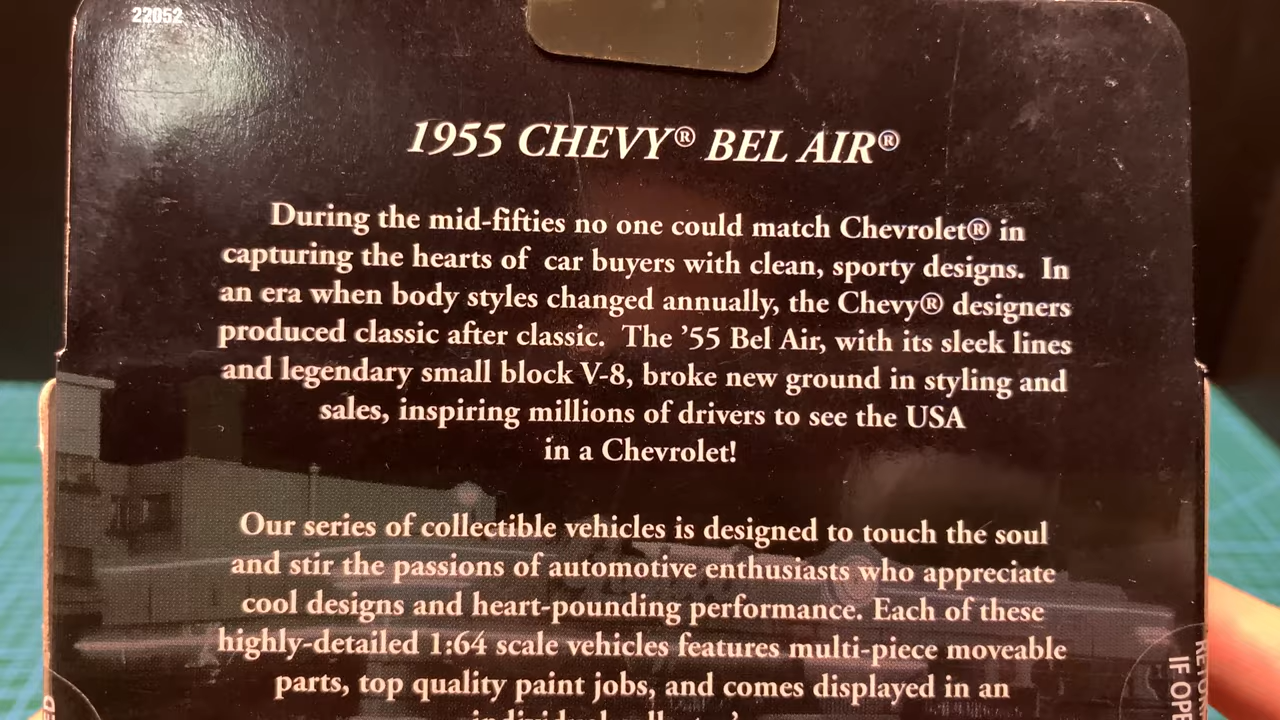 22052
1955 CHEVY® BEL AIR®
During the mid-fifties no one could match Chevrolet® in
capturing the hearts of car buyers with clean, sporty designs. In
an era when body styles changed annually, the Chevy® designers
produced classic after classic. The '55 Bel Air, with its sleek lines
and legendary small block V-8, broke new ground in styling and
sales, inspiring millions of drivers to see the USA
in a Chevrolet!
Our series of collectible vehicles is designed to touch the soul
and stir the passions of automotive enthusiasts who appreciate
cool designs and heart-pounding performance. Each of these
highly-detailed 1:64 scale vehicles features multi-piece moveable
parts, top quality paint jobs, and comes displayed in an
IF